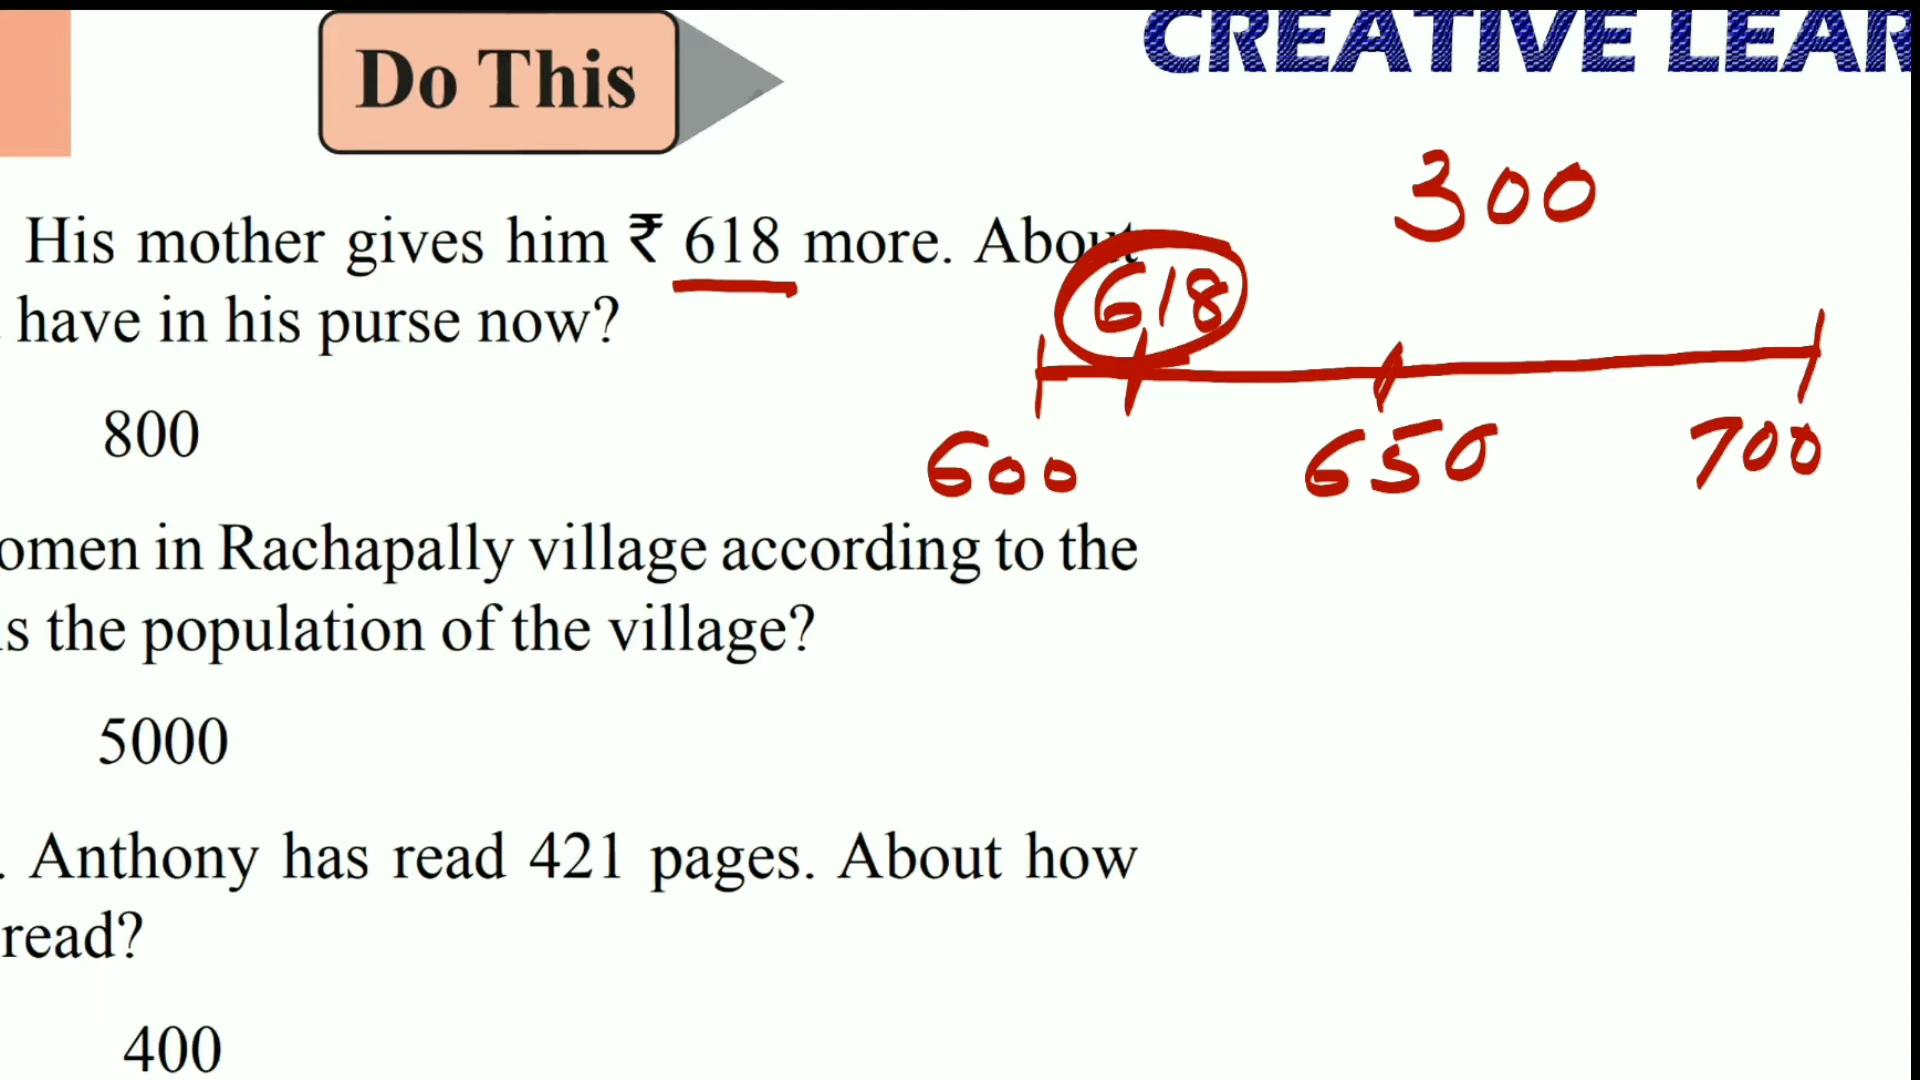 CREATIVE LEAR
Do This
300
His mother gives him ₹ 618 more. About
618
have in his purse now?
600 650 700
800
omen in Rachapally village according to the
s the population of the village?
5000
. Anthony has read 421 pages. About how
read?
400